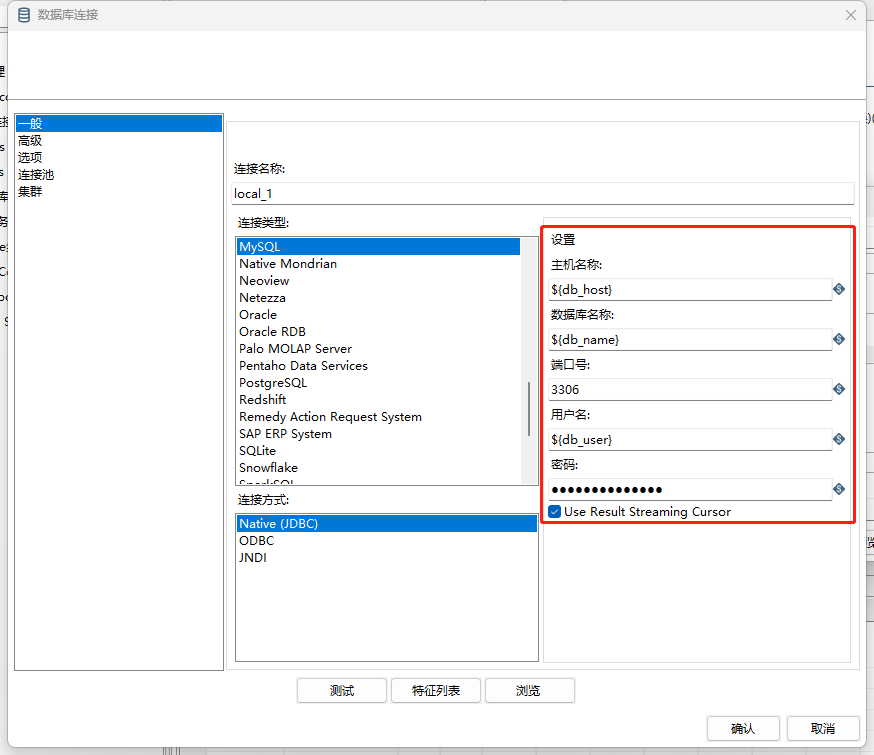 数据库连接
一般
高级
选项
连接池
集群
连接名称:
local_1
连接类型:
MySQL
Native Mondrian
Neoview
Netezza
Oracle
Oracle RDB
Palo MOLAP Server
Pentaho Data Services
PostgreSQL
Redshift
Remedy Action Request System
SAP ERP System
SQLite
Snowflake
SparkSQL
连接方式:
Native (JDBC)
ODBC
JNDI
设置
主机名称:
${db_host}
数据库名称:
${db_name}
端口号:
3306
用户名:
${db_user}
密码:
●●●●●●●●●●●●●●
Use Result Streaming Cursor
测试
特征列表
浏览
确认
取消